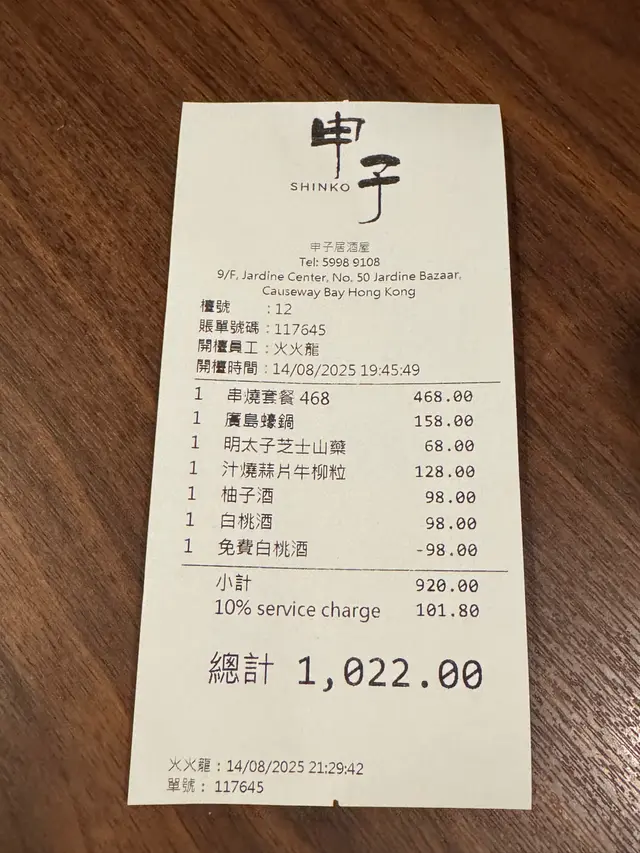 申子
SHINKO
申子居酒屋
Tel: 5998 9108
9/F, Jardine Center, No, 50 Jardine Bazaar,
Causeway Bay Hong Kong
檯號 : 12
賬單號碼 : 117645
開檯員工 : 火火龍
開檯時間 : 14/08/2025 19:45:49
1 串燒套餐 468 468.00
1 廣島蠔鍋 158.00
1 明太子芝士山藥 68.00
1 汁燒蒜片牛柳粒 128.00
1 柚子酒 98.00
1 白桃酒 98.00
1 免費白桃酒 -98.00
小計 920.00
10% service charge 101.80
總計 1,022.00
火火龍 : 14/08/2025 21:29:42
單號 : 117645